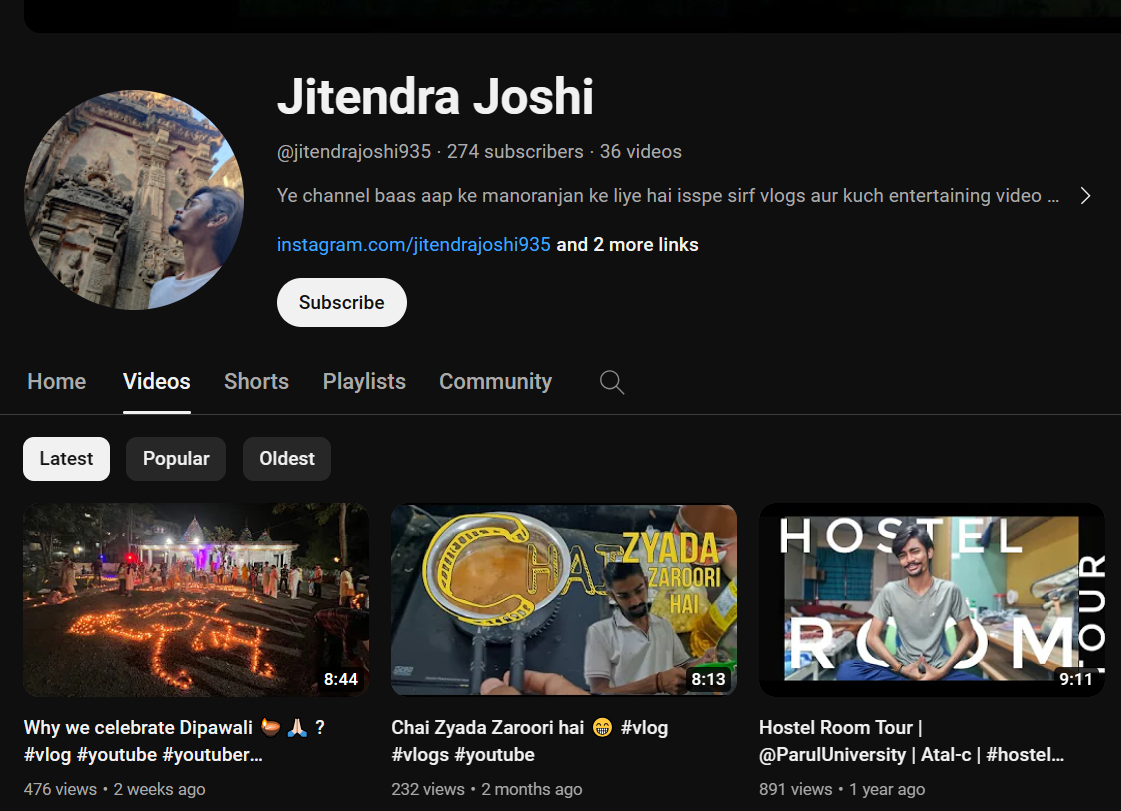 Jitendra Joshi
@jitendrajoshi935 · 274 subscribers · 36 videos
Ye channel baas aap ke manoranjan ke liye hai isspe sirf vlogs aur kuch entertaining video ...
instagram.com/jitendrajoshi935 and 2 more links
Subscribe
Home Videos Shorts Playlists Community
Latest Popular Oldest
8:44
CHAI ZYADA
ZAROORI
HAI
8:13
HOSTEL
ROOM
TOUR
9:11
Why we celebrate Dipawali 🪔 🙏🏻 ?
#vlog #youtube #youtuber...
476 views • 2 weeks ago
Chai Zyada Zaroori hai 😁 #vlog
#vlogs #youtube
232 views • 2 months ago
Hostel Room Tour |
@ParulUniversity | Atal-c | #hostel...
891 views • 1 year ago